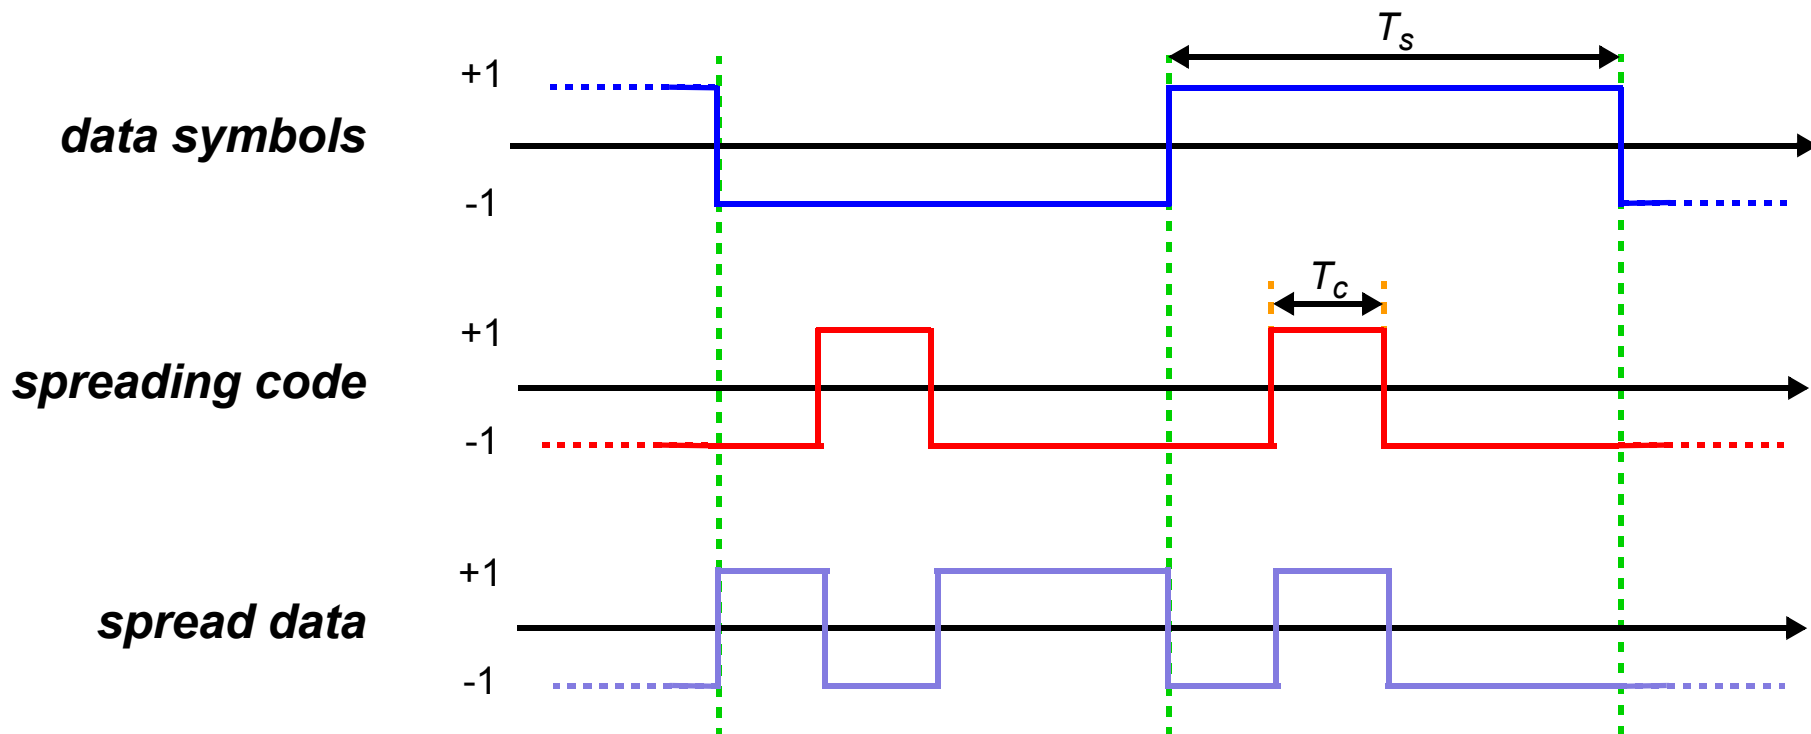 T_s
+1
data symbols
-1
T_c
+1
spreading code
-1
+1
spread data
-1